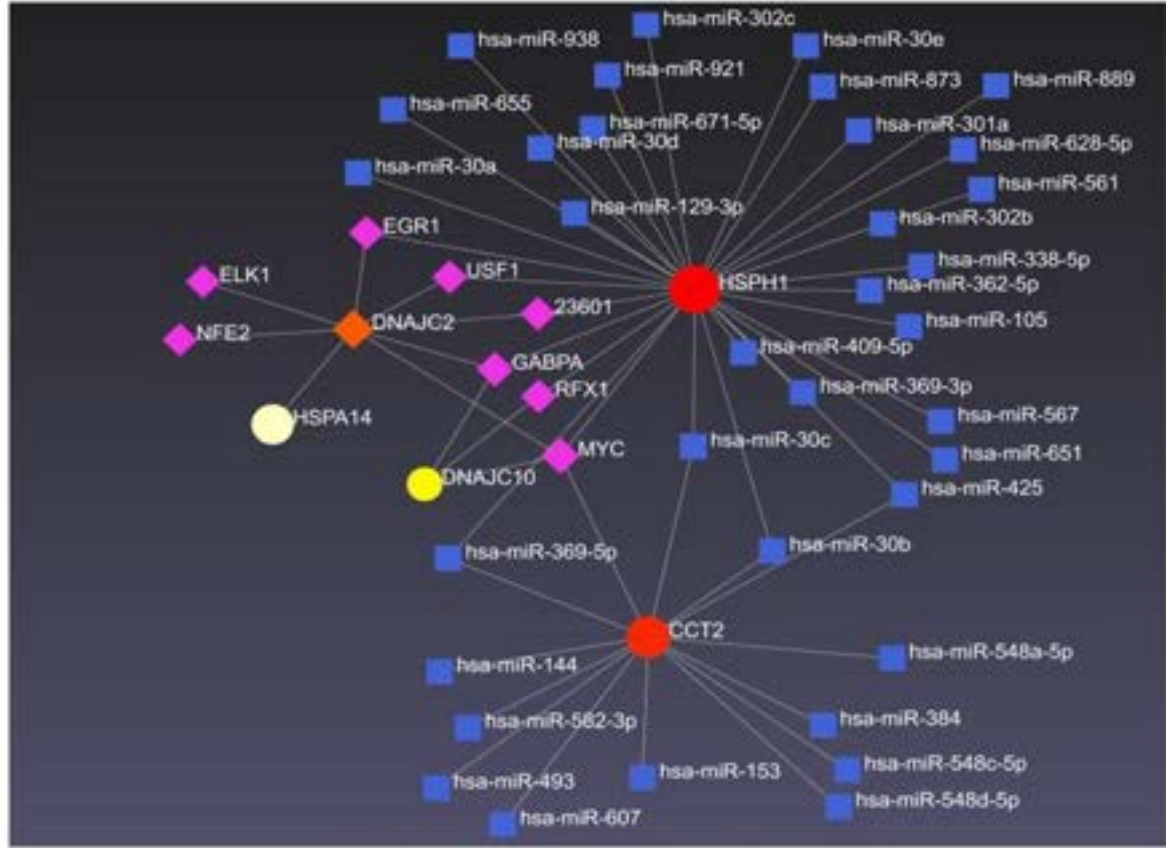 hsa-miR-302c
hsa-miR-938
hsa-miR-30e
hsa-miR-921
hsa-miR-873
hsa-miR-889
hsa-miR-655
hsa-miR-671-5p
hsa-miR-301a
hsa-miR-30d
hsa-miR-628-5p
hsa-miR-30a
hsa-miR-561
hsa-miR-129-3p
hsa-miR-302b
EGR1
hsa-miR-338-5p
ELK1
USF1
HSPH1
hsa-miR-362-5p
23601
DNAJC2
hsa-miR-105
NFE2
hsa-miR-409-5p
GABPA
RFX1
hsa-miR-369-3p
HSPA14
hsa-miR-567
hsa-miR-30c
MYC
hsa-miR-651
DNAJC10
hsa-miR-425
hsa-miR-369-5p
hsa-miR-30b
CCT2
hsa-miR-548a-5p
hsa-miR-144
hsa-miR-582-3p
hsa-miR-384
hsa-miR-548c-5p
hsa-miR-153
hsa-miR-493
hsa-miR-548d-5p
hsa-miR-607